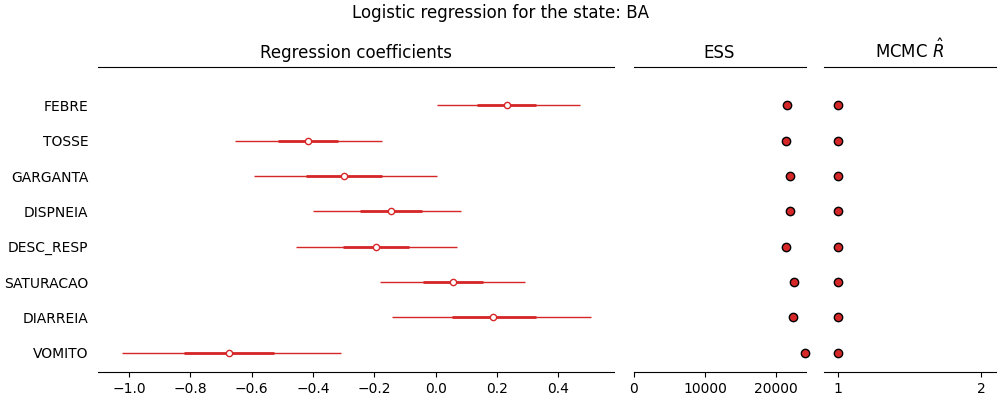 Logistic regression for the state: BA
Regression coefficients ESS MCMC R̂
FEBRE
TOSSE
GARGANTA
DISPNEIA
DESC_RESP
SATURACAO
DIARREIA
VOMITO
−1.0 −0.8 −0.6 −0.4 −0.2 0.0 0.2 0.4 0 10000 20000 1 2